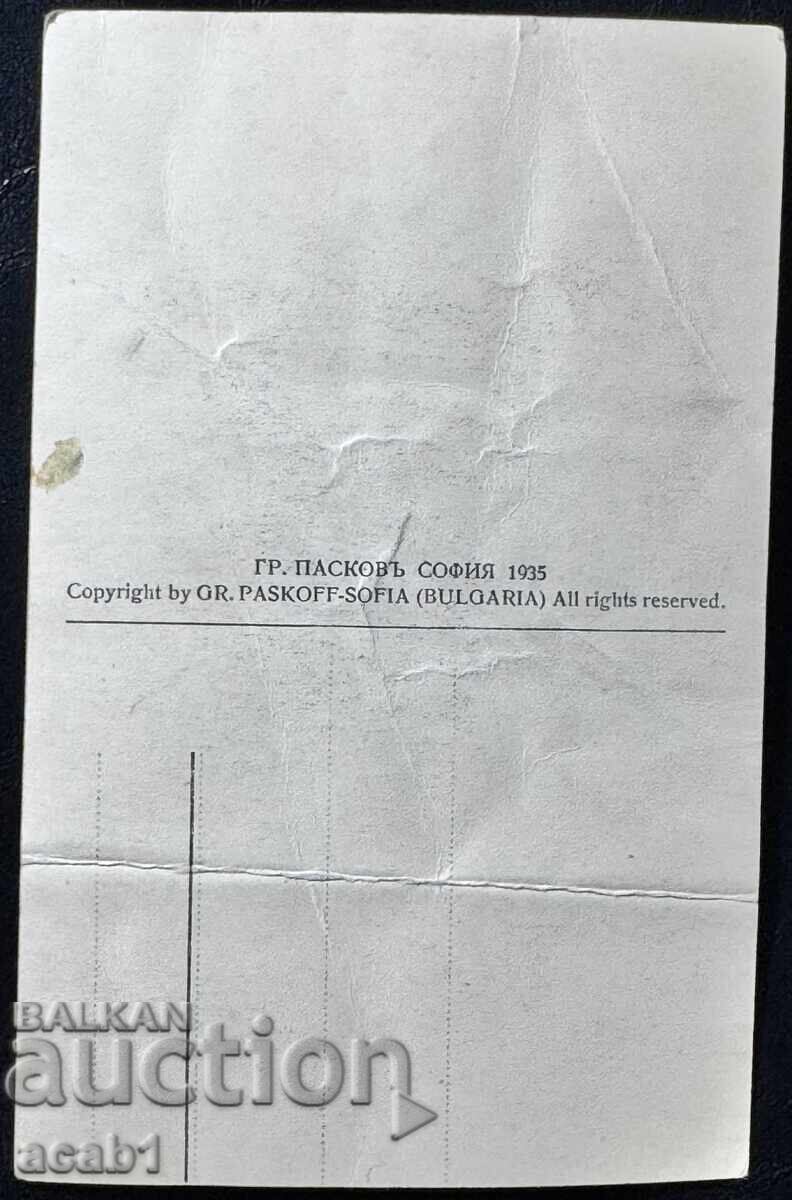 ГР. ПАСКОВЪ СОФИЯ 1935
Copyright by GR. PASKOFF-SOFIA (BULGARIA) All rights reserved.
BALKAN
auction
acab1